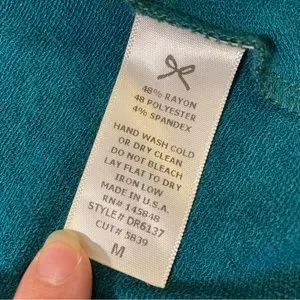 48% RAYON
48 POLYESTER
4% SPANDEX
HAND WASH COLD
OR DRY CLEAN
DO NOT BLEACH
LAY FLAT TO DRY
IRON LOW
MADE IN U.S.A.
RN# 145848
STYLE# DR6137
CUT# 5839
M